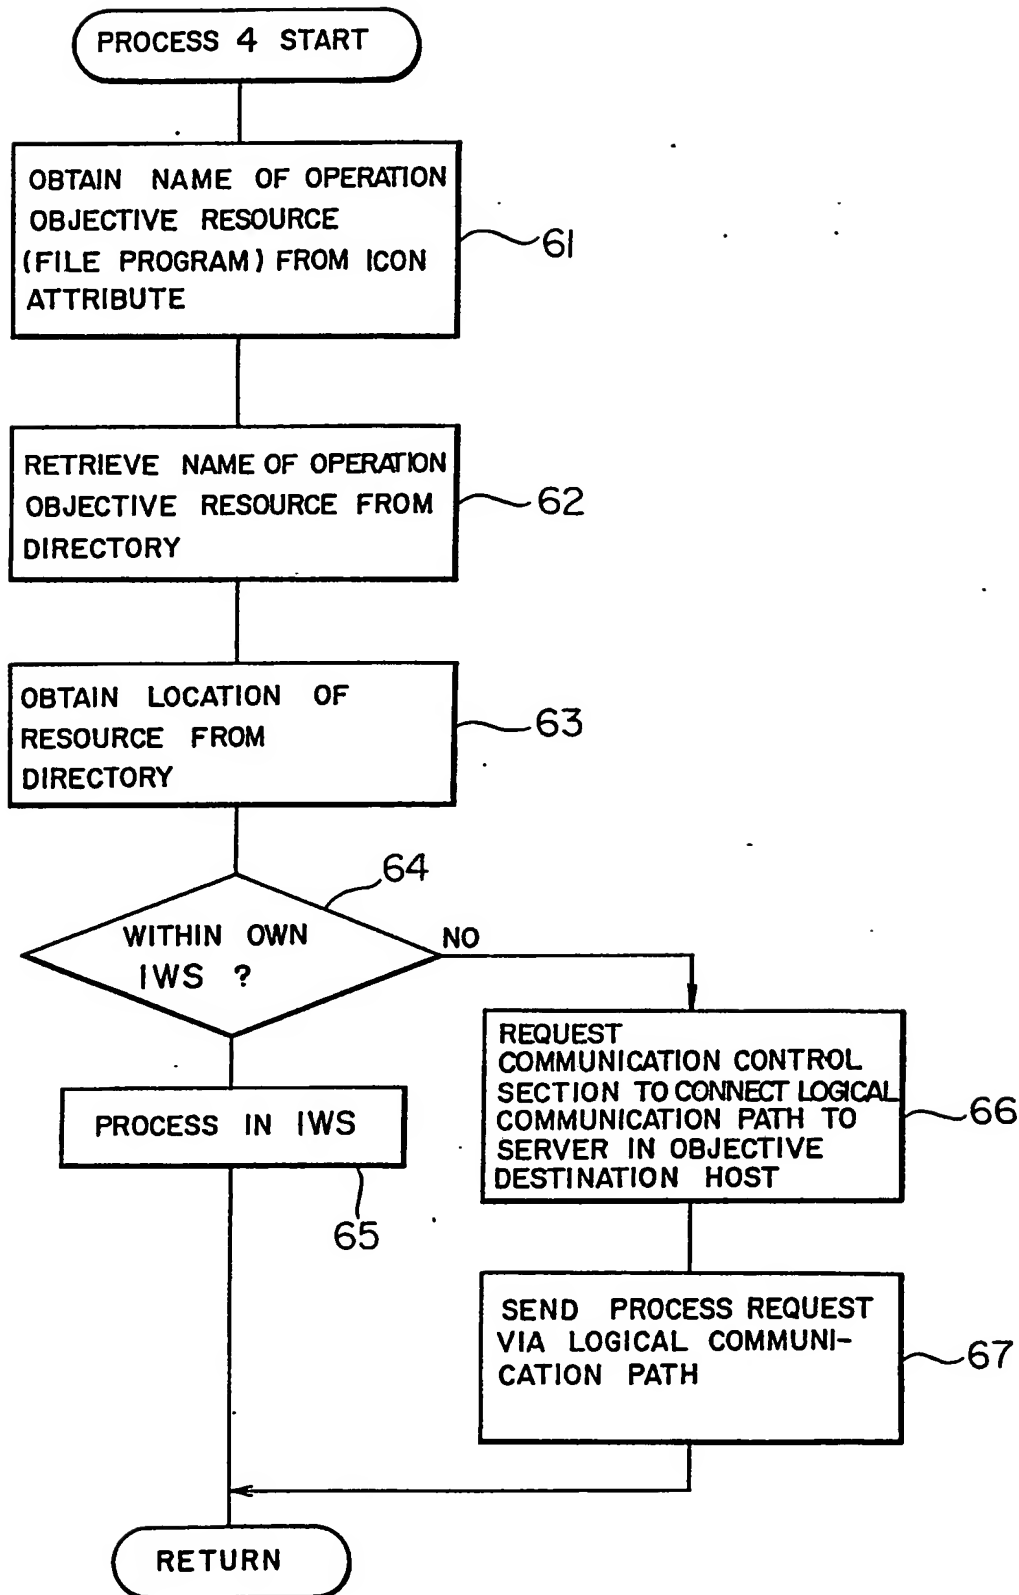 PROCESS 4 START
OBTAIN NAME OF OPERATION
OBJECTIVE RESOURCE
(FILE PROGRAM) FROM ICON
ATTRIBUTE
61
RETRIEVE NAME OF OPERATION
OBJECTIVE RESOURCE FROM
DIRECTORY
62
OBTAIN LOCATION OF
RESOURCE FROM
DIRECTORY
63
64
WITHIN OWN
IWS ?
NO
PROCESS IN IWS
65
REQUEST
COMMUNICATION CONTROL
SECTION TO CONNECT LOGICAL
COMMUNICATION PATH TO
SERVER IN OBJECTIVE
DESTINATION HOST
66
SEND PROCESS REQUEST
VIA LOGICAL COMMUNI-
CATION PATH
67
RETURN